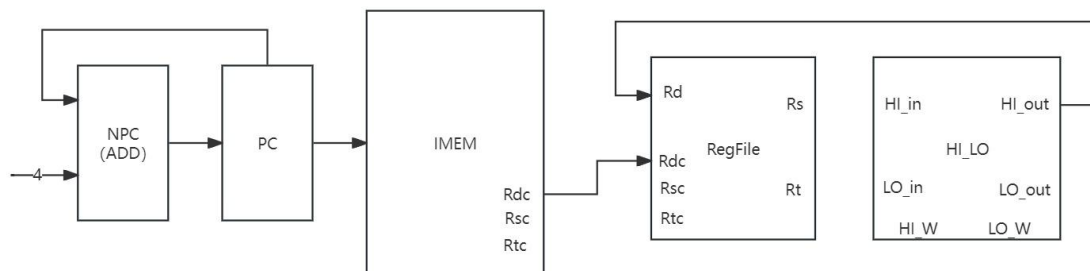 NPC
(ADD)
4
PC
IMEM
Rdc
Rsc
Rtc
Rd
Rs
RegFile
Rdc
Rsc
Rt
Rtc
HI_in
HI_out
HI_LO
LO_in
LO_out
HI_W
LO_W